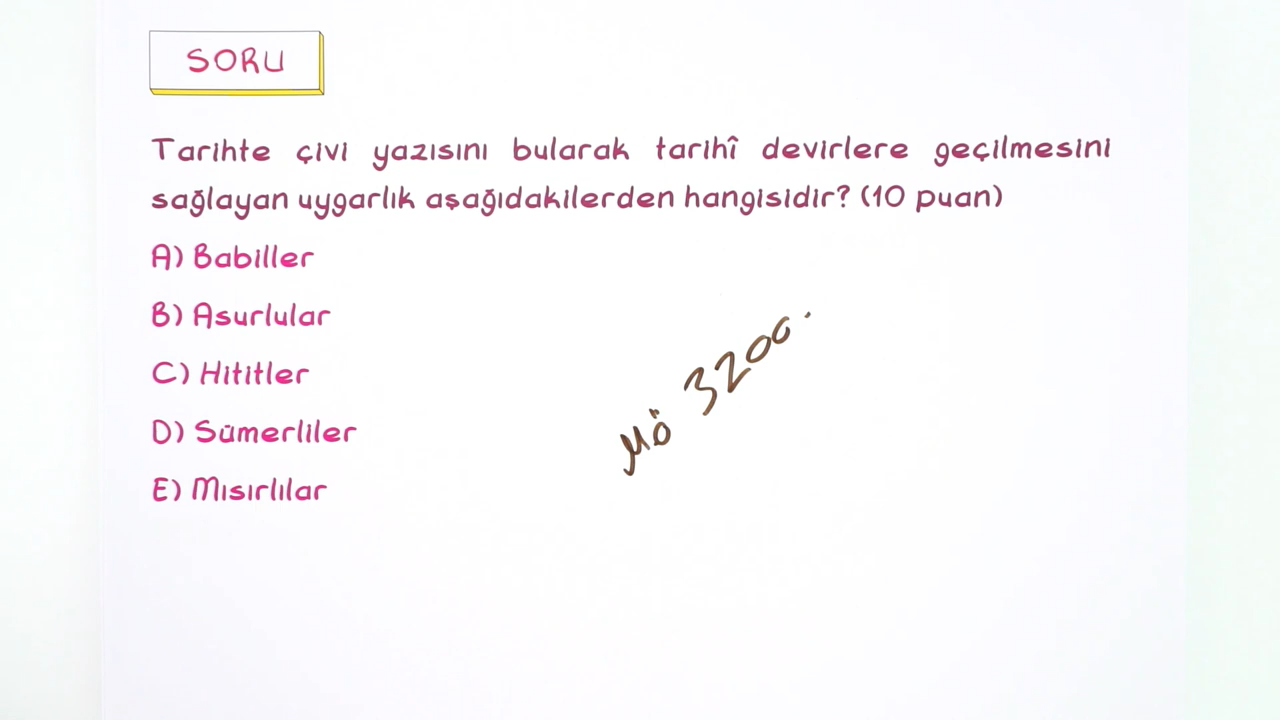 SORU
Tarihte çivi yazısını bularak tarihî devirlere geçilmesini
sağlayan uygarlık aşağıdakilerden hangisidir? (10 puan)
A) Babiller
B) Asurlular
C) Hititler
D) Sümerliler
E) Mısırlılar
MÖ 3200.